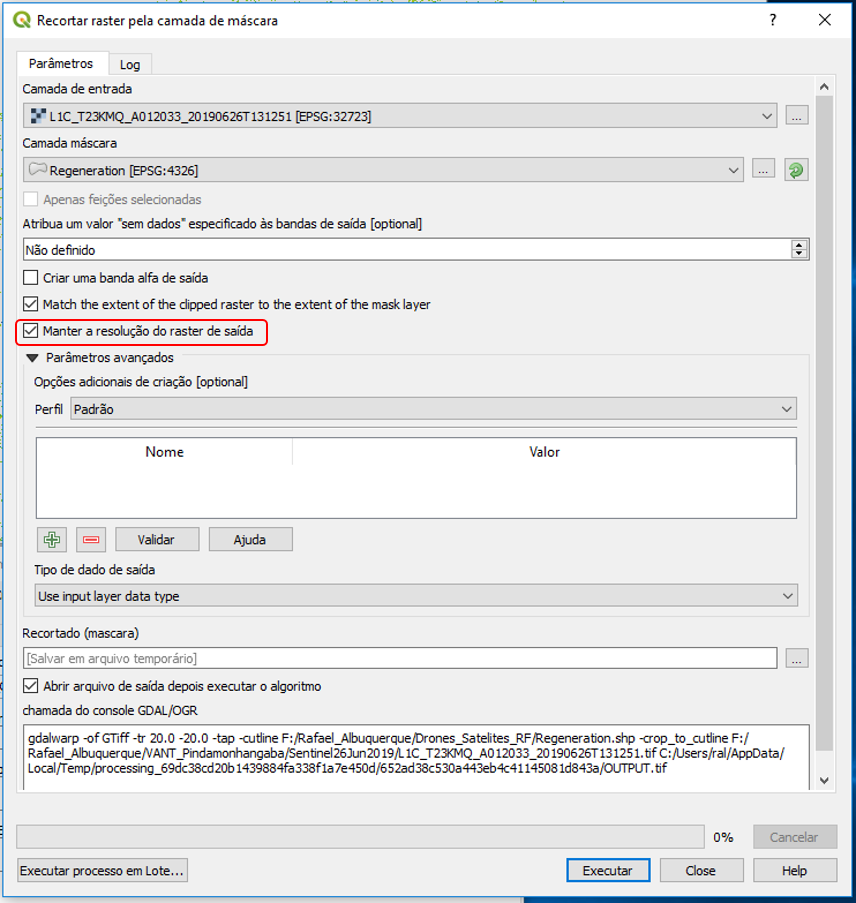 Recortar raster pela camada de máscara
Parâmetros
Log
Camada de entrada
L1C_T23KMQ_A012033_20190626T131251 [EPSG:32723]
...
Camada máscara
Regeneration [EPSG:4326]
...
Apenas feições selecionadas
Atribua um valor "sem dados" especificado às bandas de saída [optional]
Não definido
Criar uma banda alfa de saída
Match the extent of the clipped raster to the extent of the mask layer
Manter a resolução do raster de saída
Parâmetros avançados
Opções adicionais de criação [optional]
Perfil Padrão
Nome Valor
Validar Ajuda
Tipo de dado de saída
Use input layer data type
Recortado (mascara)
[Salvar em arquivo temporário]
...
Abrir arquivo de saída depois executar o algoritmo
chamada do console GDAL/OGR
gdalwarp -of GTiff -tr 20.0 -20.0 -tap -cutline F:/Rafael_Albuquerque/Drones_Satelites_RF/Regeneration.shp -crop_to_cutline F:/
Rafael_Albuquerque/VANT_Pindamonhangaba/Sentinel26Jun2019/L1C_T23KMQ_A012033_20190626T131251.tif C:/Users/ral/AppData/
Local/Temp/processing_69dc38cd20b1439884fa338f1a7e450d/652ad38c530a443eb4c41145081d843a/OUTPUT.tif
0% Cancelar
Executar processo em Lote... Executar Close Help